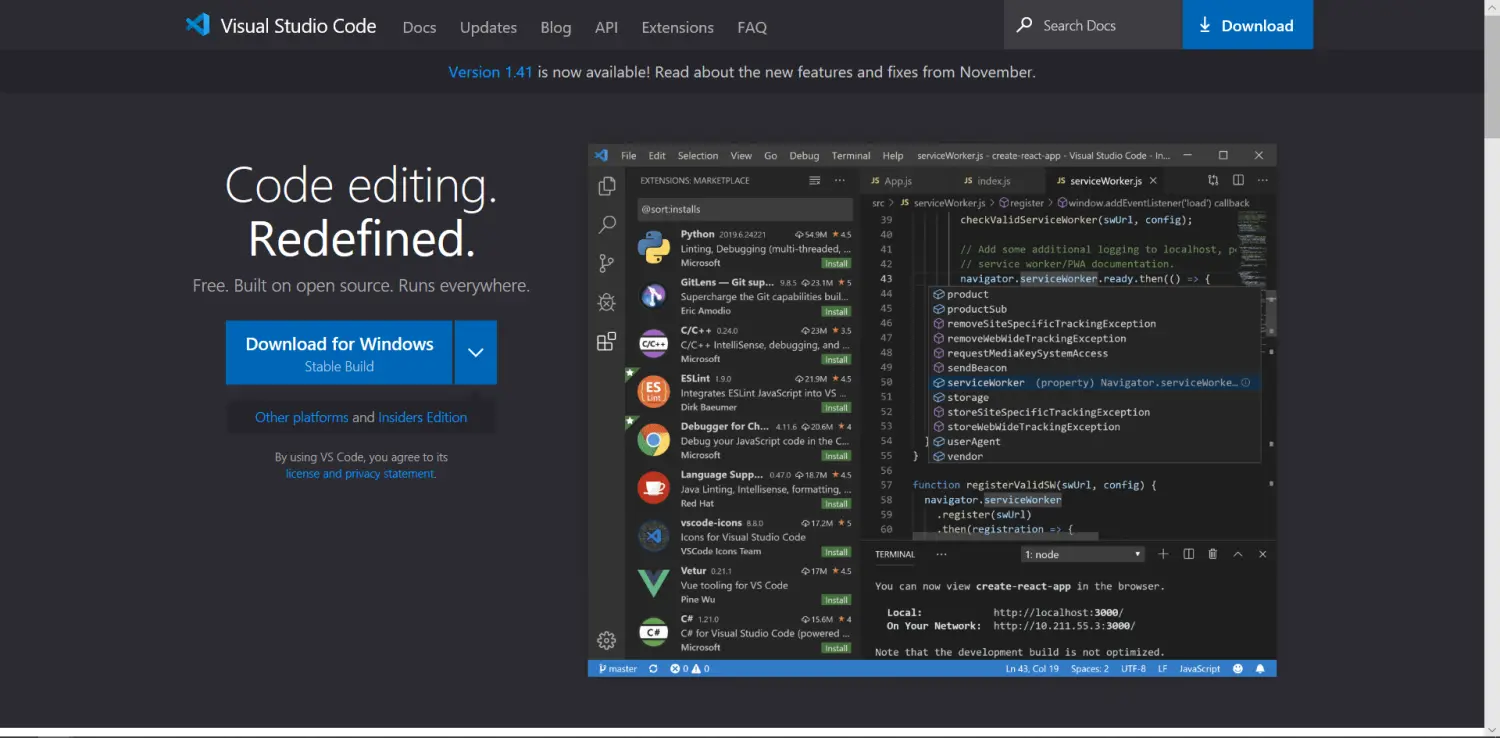 Visual Studio Code Docs Updates Blog API Extensions FAQ Search Docs Download
Version 1.41 is now available! Read about the new features and fixes from November.
Code editing.
Redefined.
Free. Built on open source. Runs everywhere.
Download for Windows
Stable Build
Other platforms and Insiders Edition
By using VS Code, you agree to its
license and privacy statement.
File Edit Selection View Go Debug Terminal Help serviceWorker.js - create-react-app - Visual Studio Code - In...
EXTENSIONS: MARKETPLACE
@sort:installs
Python 2019.6.24221 54.9M 4.5
Linting, Debugging (multi-threaded, ...
Microsoft Install
GitLens — Git sup... 9.8.5 23.1M 5
Supercharge the Git capabilities buil...
Eric Amodio Install
C/C++ 0.24.0 23M 3.5
C/C++
C/C++ IntelliSense, debugging, and ...
Microsoft Install
ESLint 1.9.0 21.9M 4.5
ES
Lint
Integrates ESLint JavaScript into VS ...
Dirk Baeumer Install
Debugger for Ch... 4.11.6 20.6M 4
Debug your JavaScript code in the C...
Microsoft Install
Language Supp... 0.47.0 18.7M 4.5
Java Linting, Intellisense, formatting, ...
Red Hat Install
vscode-icons 8.8.0 17.2M 5
Icons for Visual Studio Code
VSCode Icons Team Install
Vetur 0.21.1 17M 4.5
Vue tooling for VS Code
Pine Wu Install
C# 1.21.0 15.6M 4
C#
C# for Visual Studio Code (powered ...
Microsoft Install
JS App.js JS index.js JS serviceWorker.js
src > JS serviceWorker.js > register > window.addEventListener('load') callback
39 checkValidServiceWorker(swUrl, config);
40
41 // Add some additional logging to localhost, p
42 // service worker/PWA documentation.
43 navigator.serviceWorker.ready.then(() => {
44 product
45 productSub
46 removeSiteSpecificTrackingException
47 removeWebWideTrackingException
48 requestMediaKeySystemAccess
49 sendBeacon
50 serviceWorker (property) Navigator.serviceWorke...
51 storage
52 storeSiteSpecificTrackingException
53 storeWebWideTrackingException
54 } userAgent
55 } vendor
56
57 function registerValidSW(swUrl, config) {
58 navigator.serviceWorker
59 .register(swUrl)
60 .then(registration => {
TERMINAL ... 1: node
You can now view create-react-app in the browser.
Local: http://localhost:3000/
On Your Network: http://10.211.55.3:3000/
Note that the development build is not optimized.
master 0 0 Ln 43, Col 19 Spaces: 2 UTF-8 LF JavaScript